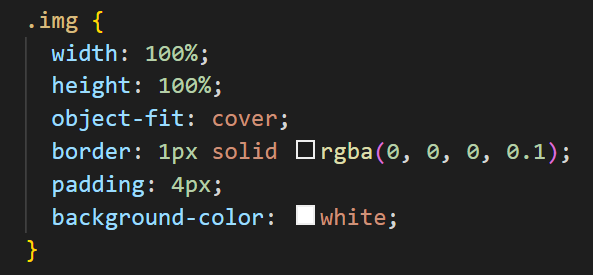 .img {
  width: 100%;
  height: 100%;
  object-fit: cover;
  border: 1px solid rgba(0, 0, 0, 0.1);
  padding: 4px;
  background-color: white;
}